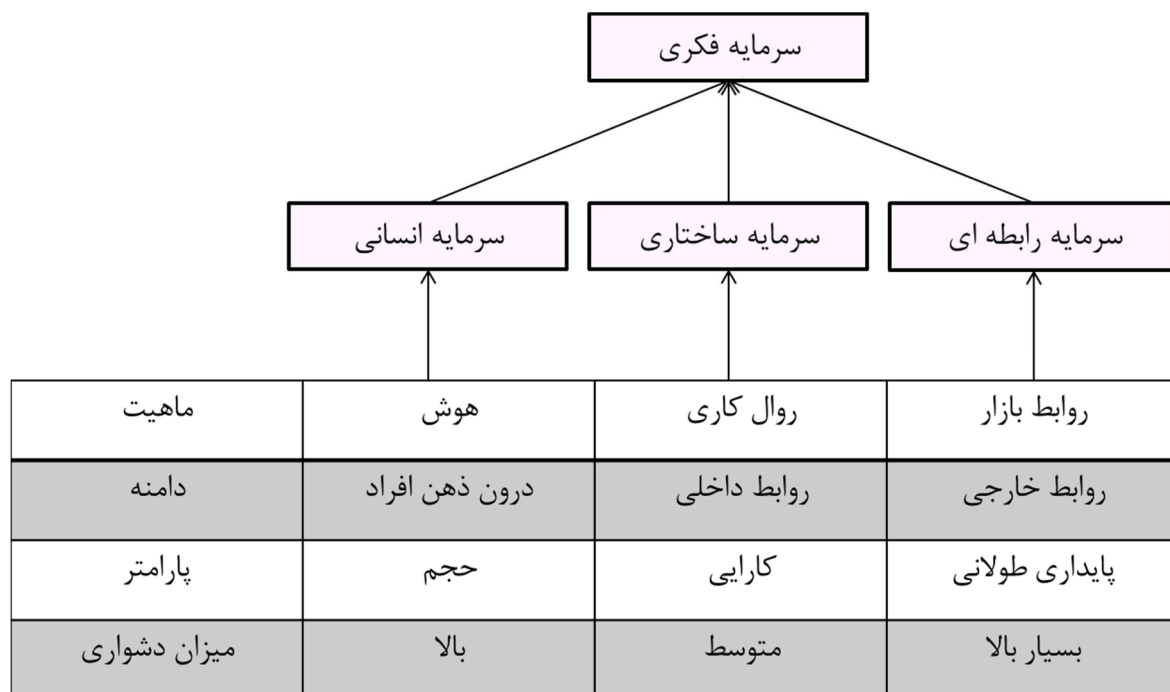 سرمایه فکری
سرمایه رابطه ای
سرمایه ساختاری
سرمایه انسانی
روابط بازار
روال کاری
هوش
ماهیت
روابط خارجی
روابط داخلی
درون ذهن افراد
دامنه
پایداری طولانی
کارایی
حجم
پارامتر
بسیار بالا
متوسط
بالا
میزان دشواری